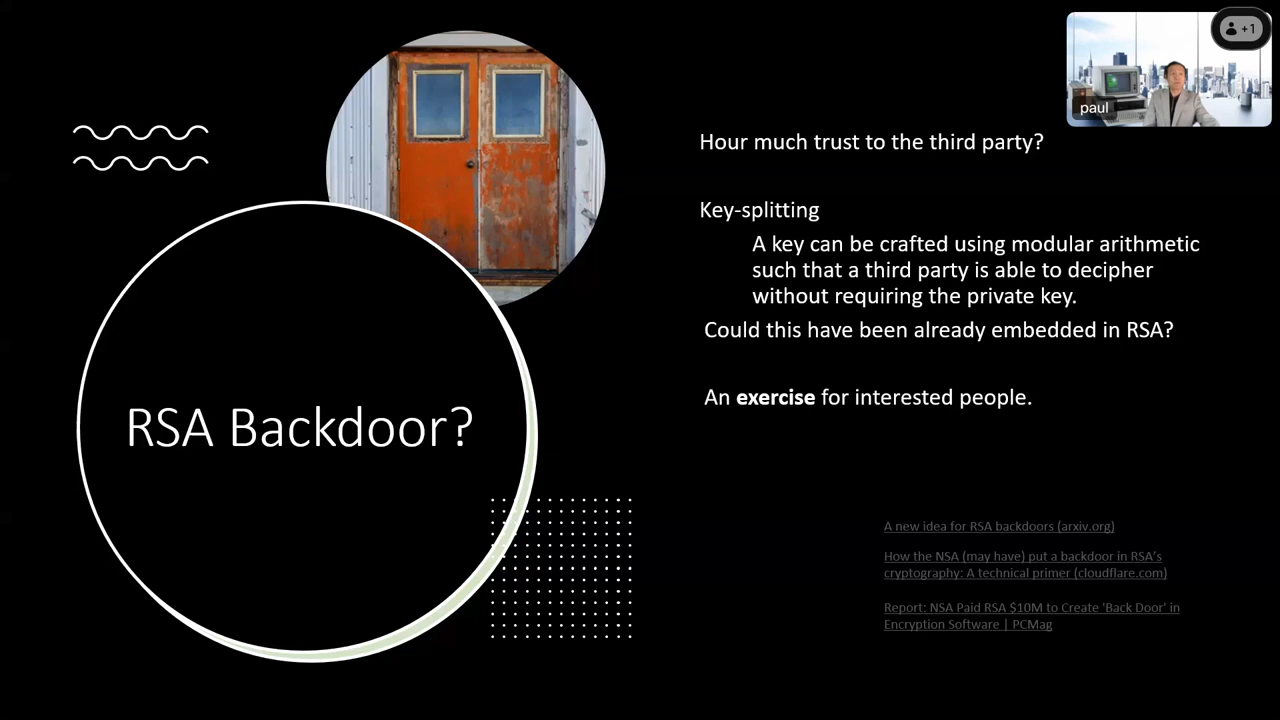 +1
paul
Hour much trust to the third party?
Key-splitting
A key can be crafted using modular arithmetic
such that a third party is able to decipher
without requiring the private key.
Could this have been already embedded in RSA?
An exercise for interested people.
RSA Backdoor?
A new idea for RSA backdoors (arxiv.org)
How the NSA (may have) put a backdoor in RSA's
cryptography: A technical primer (cloudflare.com)
Report: NSA Paid RSA $10M to Create 'Back Door' in
Encryption Software | PCMag